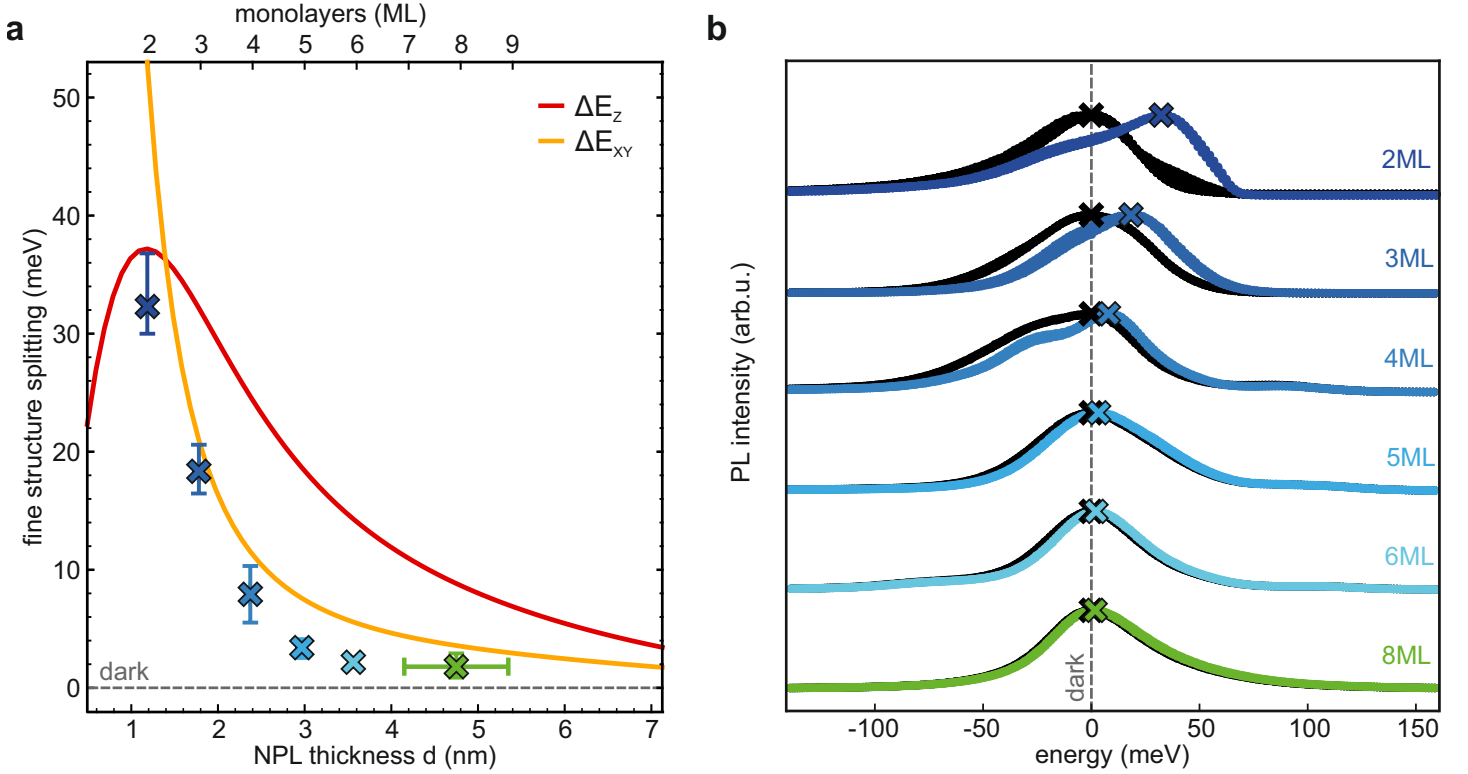 a
monolayers (ML)
2 3 4 5 6 7 8 9
50
40
30
20
10
0
fine structure splitting (meV)
ΔE_Z
ΔE_XY
dark
1 2 3 4 5 6 7
NPL thickness d (nm)
b
PL intensity (arb.u.)
2ML
3ML
4ML
5ML
6ML
8ML
dark
-100 -50 0 50 100 150
energy (meV)